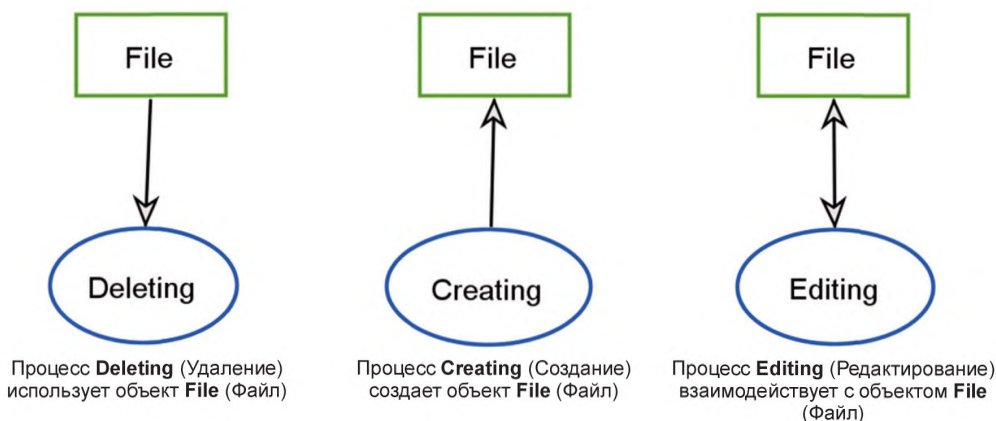 File
File
File
Deleting
Creating
Editing
Процесс Deleting (Удаление)
использует объект File (Файл)
Процесс Creating (Создание)
создает объект File (Файл)
Процесс Editing (Редактирование)
взаимодействует с объектом File
(Файл)